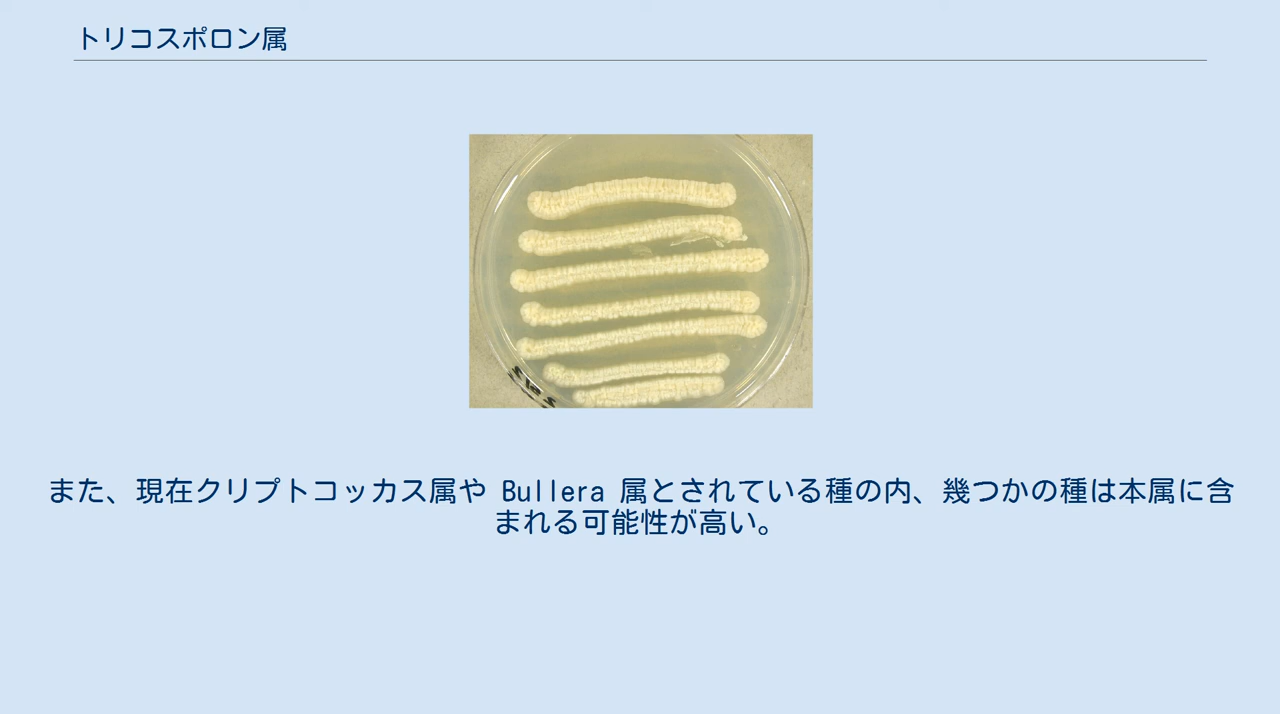 トリコスポロン属
また、現在クリプトコッカス属や Bullera 属とされている種の内、幾つかの種は本属に含
まれる可能性が高い。